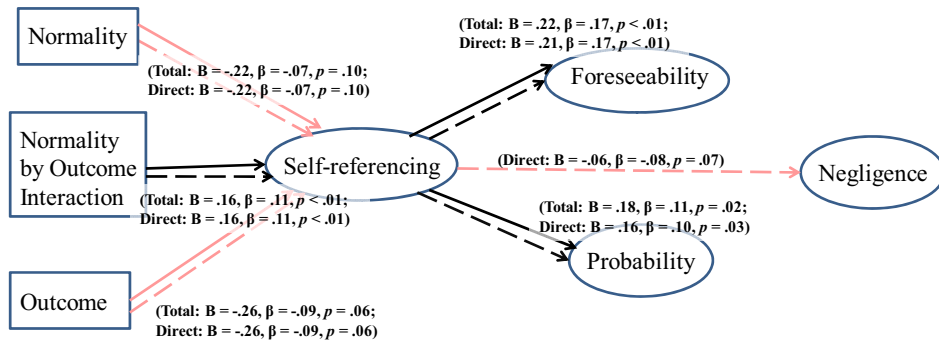 Normality
(Total: B = -.22, β = -.07, p = .10;
Direct: B = -.22, β = -.07, p = .10)
(Total: B = .22, β = .17, p < .01;
Direct: B = .21, β = .17, p < .01)
Foreseeability
Normality
by Outcome
Interaction
(Total: B = .16, β = .11, p < .01;
Direct: B = .16, β = .11, p < .01)
Self-referencing
(Direct: B = -.06, β = -.08, p = .07)
Negligence
(Total: B = .18, β = .11, p = .02;
Direct: B = .16, β = .10, p = .03)
Probability
Outcome
(Total: B = -.26, β = -.09, p = .06;
Direct: B = -.26, β = -.09, p = .06)